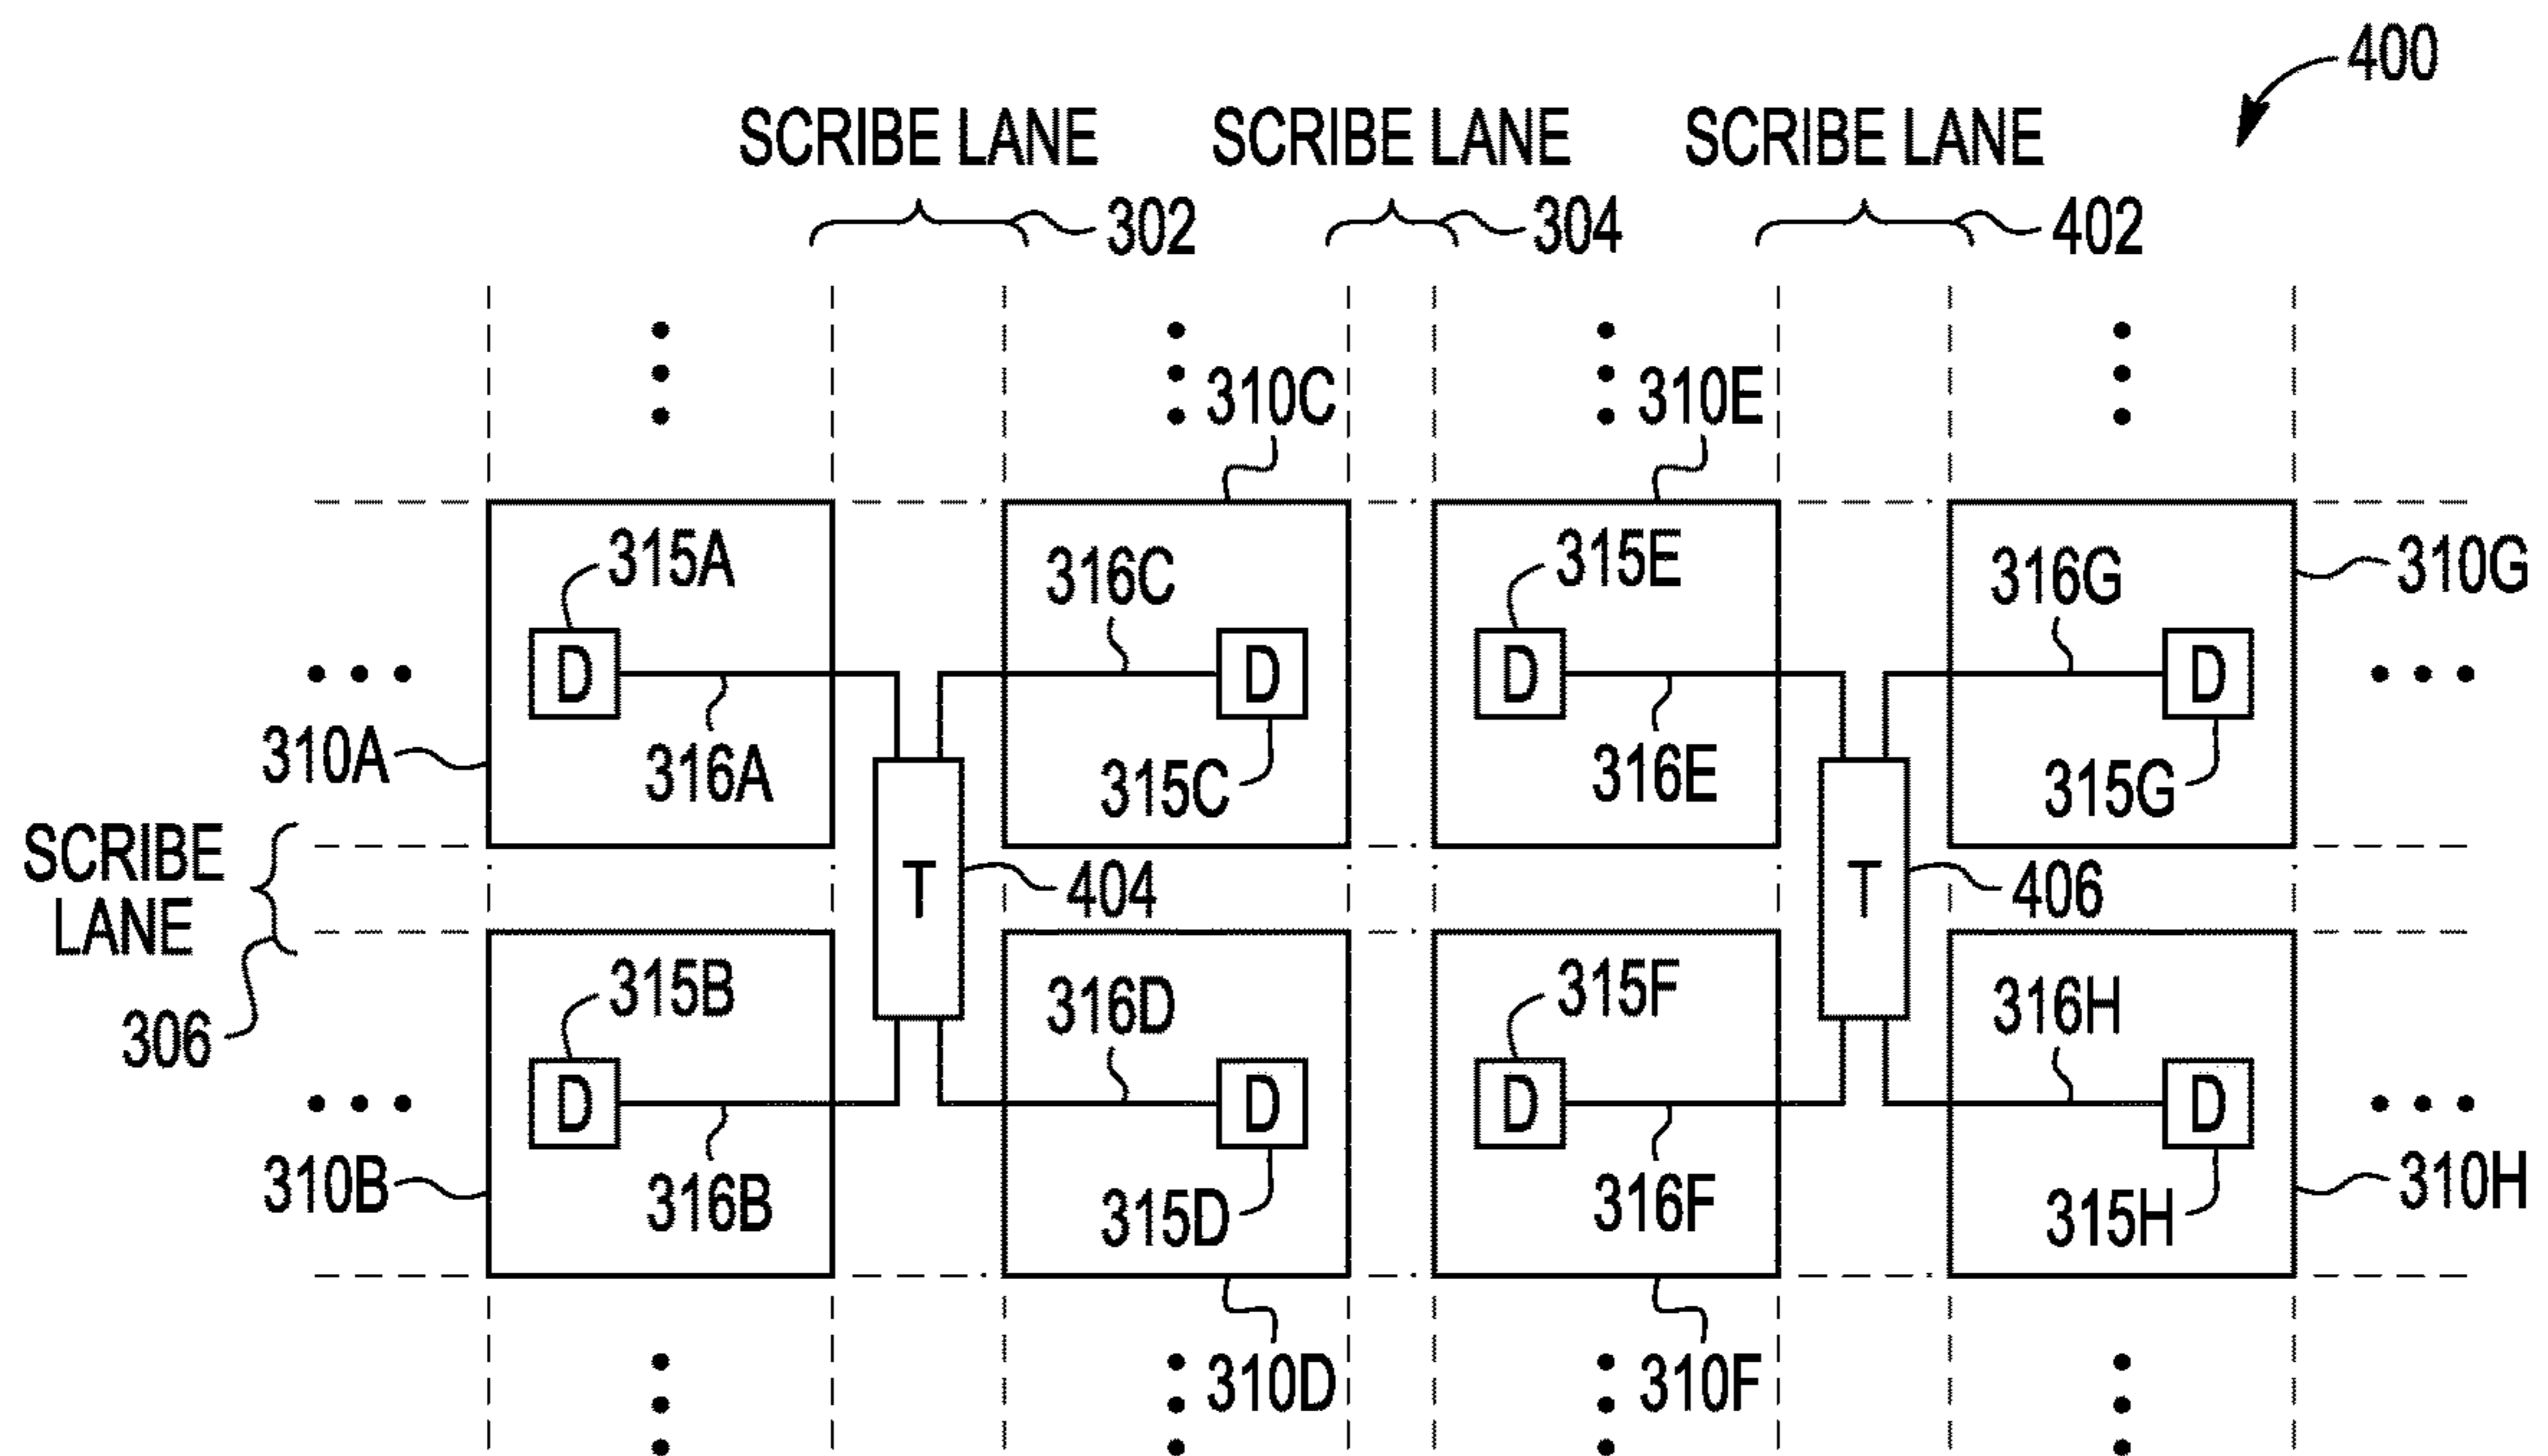 400
SCRIBE LANE SCRIBE LANE SCRIBE LANE
302 304 402
310C 310E
315A 316C 315E 316G 310G
D D D D
310A 316A 315C 316E 315G
SCRIBE
LANE
T 404 T 406
306 315B 316D 315F 316H
D D D D
310B 316B 315D 316F 315H 310H
310D 310F